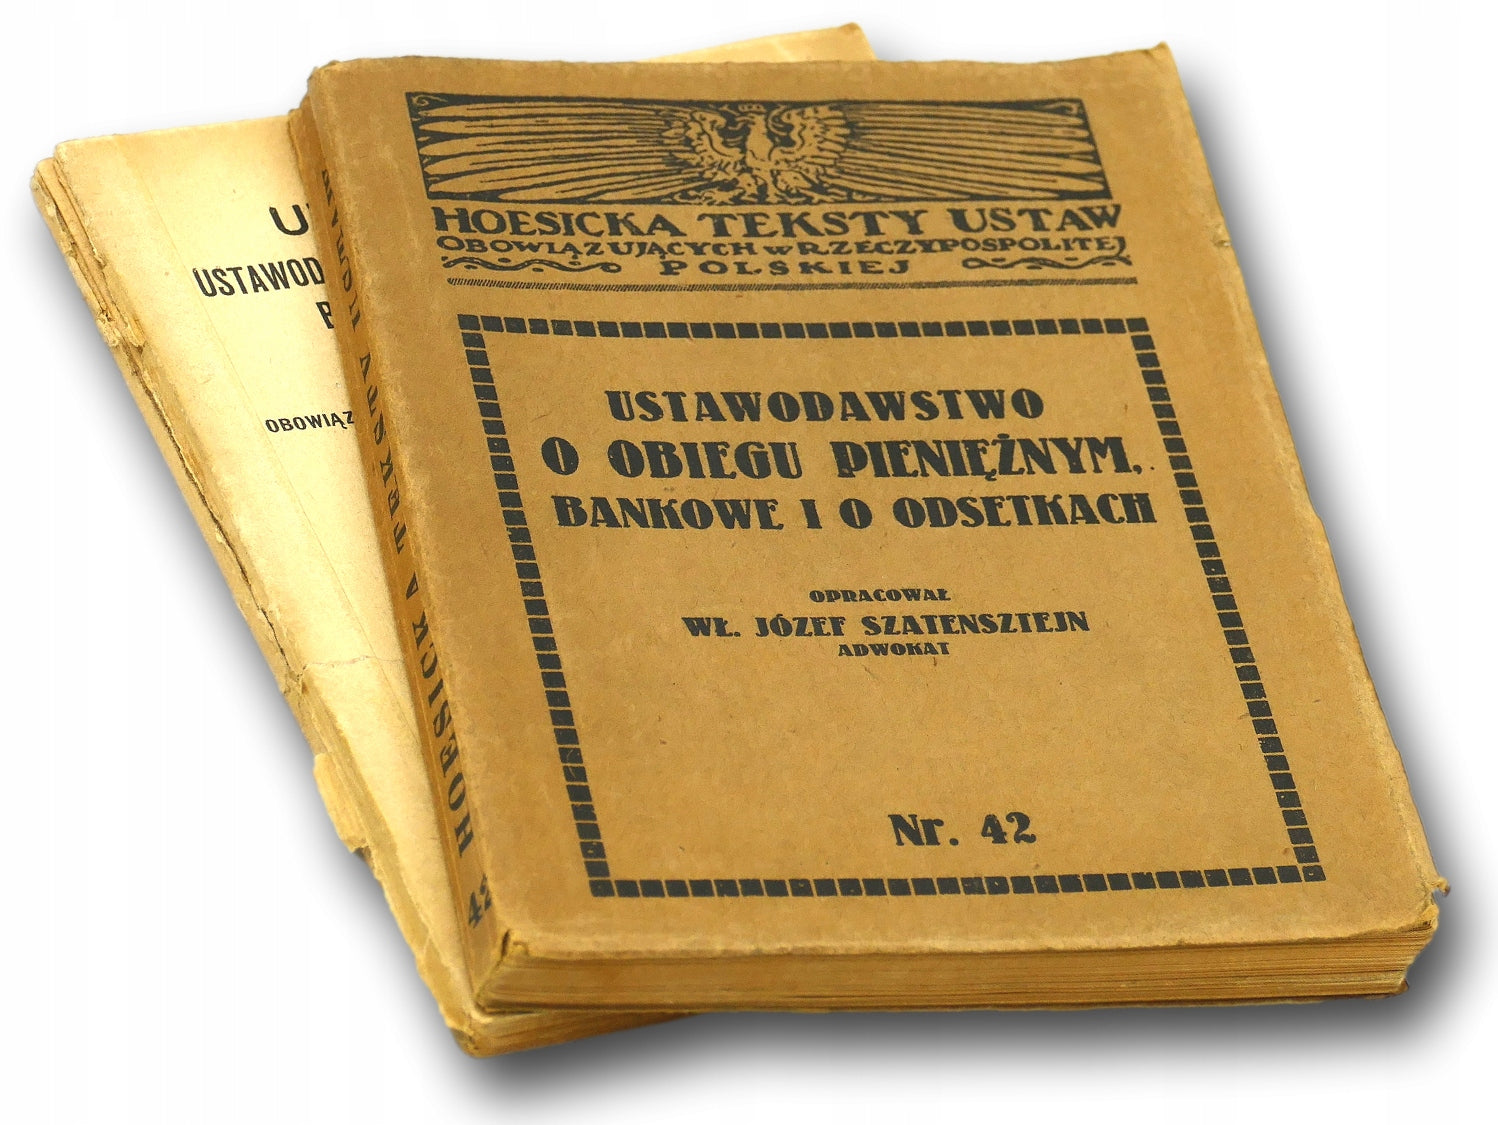 HOESICKA TEKSTY USTAW
OBOWIĄZUJĄCYCH w RZECZYPOSPOLITEJ
POLSKIEJ
USTAWODAWSTWO
O OBIEGU PIENIĘŻNYM,
BANKOWE I O ODSETKACH
OPRACOWAŁ
WŁ. JÓZEF SZATENSZTEJN
ADWOKAT
Nr. 42
42 HOESICKA TEKSTY USTAW
USTAWOD
OBOWIĄZ